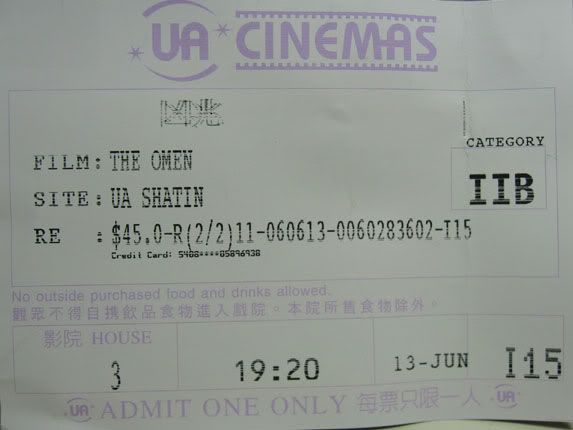 UA CINEMAS
CATEGORY
IIB
FILM: THE OMEN
SITE: UA SHATIN
RE : $45.0-R(2/2)11-060613-0060283602-I15
Credit Card: 5408****05896938
No outside purchased food and drinks allowed.
觀眾不得自携飲品食物進入戲院。本院所售食物除外。
影院 HOUSE
3 19:20 13-JUN I15
UA ADMIT ONE ONLY 每票只限一人 UA